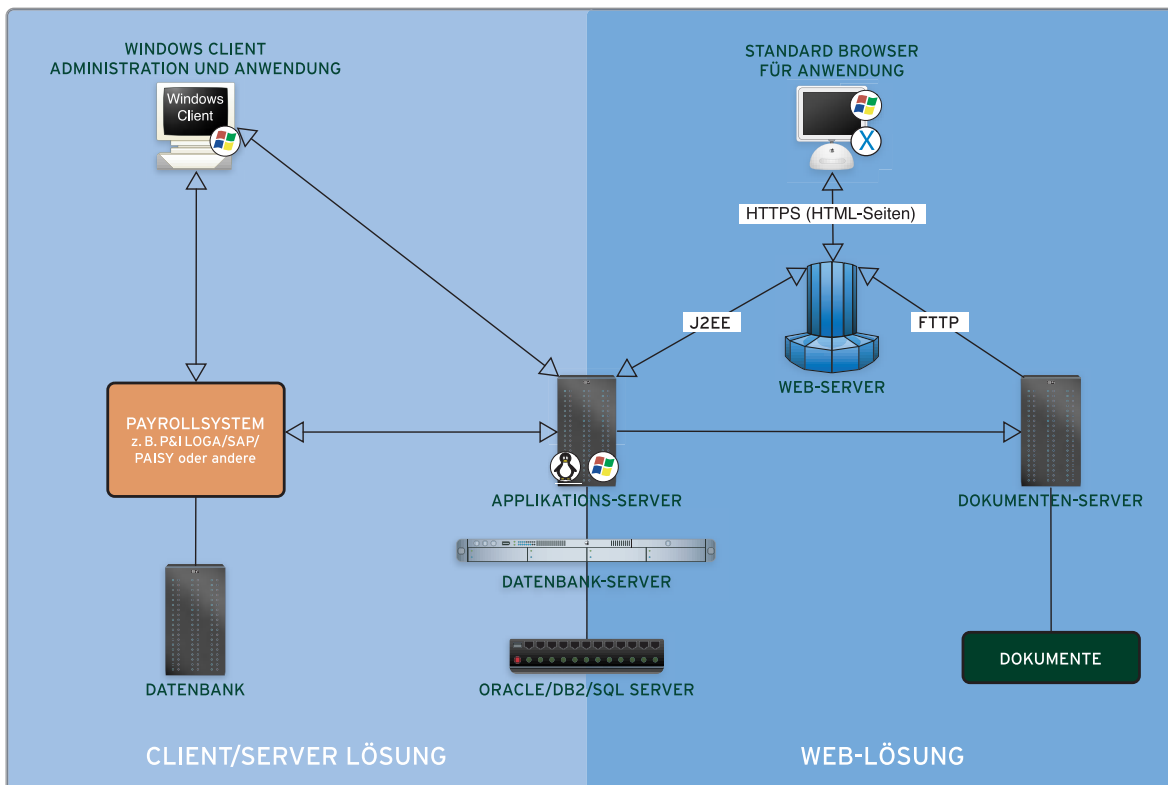 WINDOWS CLIENT
ADMINISTRATION UND ANWENDUNG
Windows
Client
STANDARD BROWSER
FÜR ANWENDUNG
X
HTTPS (HTML-Seiten)
J2EE
FTTP
WEB-SERVER
PAYROLLSYSTEM
z. B. P&I LOGA/SAP/
PAISY oder andere
APPLIKATIONS-SERVER
DOKUMENTEN-SERVER
DATENBANK-SERVER
DOKUMENTE
DATENBANK
ORACLE/DB2/SQL SERVER
CLIENT/SERVER LÖSUNG
WEB-LÖSUNG